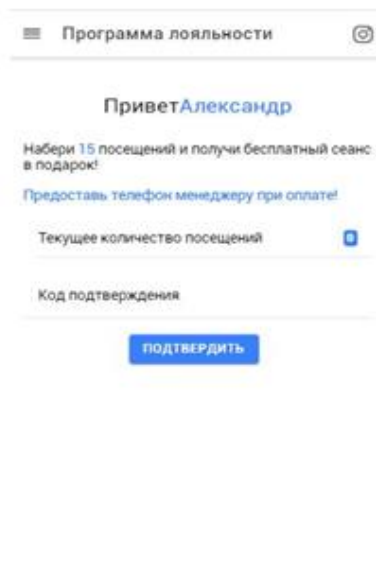 Программа лояльности
ПриветАлександр
Набери 15 посещений и получи бесплатный сеанс
в подарок!
Предоставь телефон менеджеру при оплате!
Текущее количество посещений
Код подтверждения
ПОДТВЕРДИТЬ